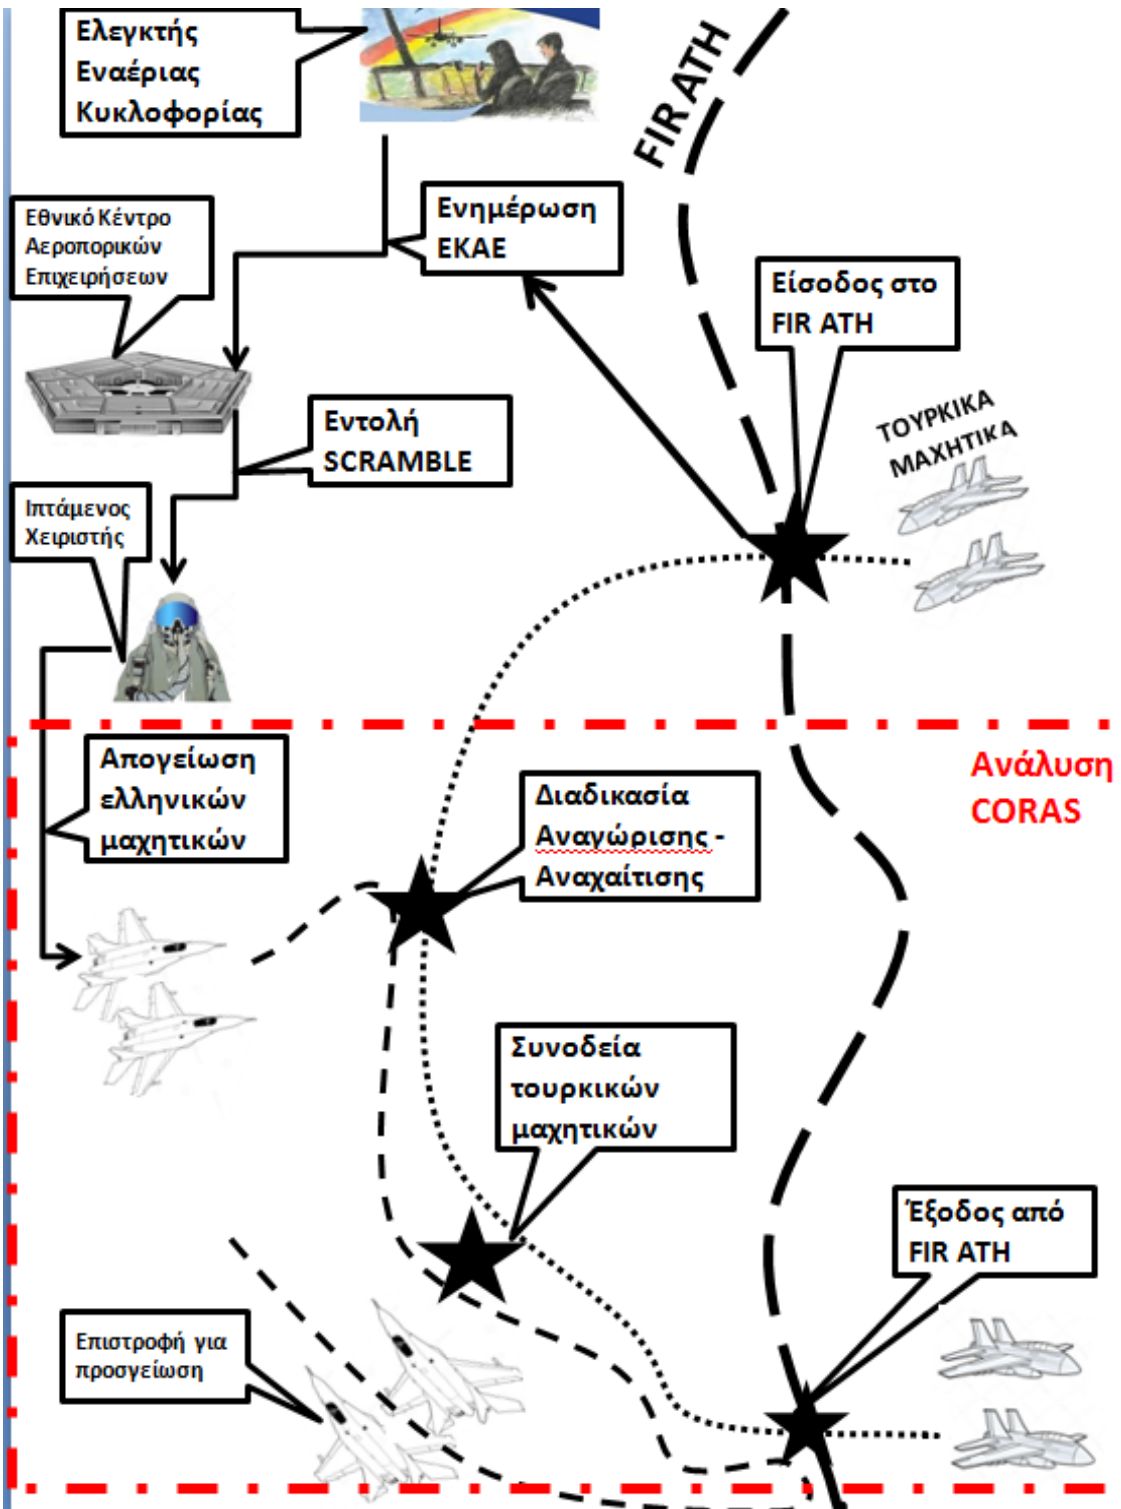 Ελεγκτής
Εναέριας
Κυκλοφορίας
FIR ATH
Εθνικό Κέντρο
Αεροπορικών
Επιχειρήσεων
Ενημέρωση
ΕΚΑΕ
Είσοδος στο
FIR ATH
ΤΟΥΡΚΙΚΑ
ΜΑΧΗΤΙΚΑ
Εντολή
SCRAMBLE
Ιπτάμενος
Χειριστής
Απογείωση
ελληνικών
μαχητικών
Ανάλυση
CORAS
Διαδικασία
Αναγώρισης -
Αναχαίτισης
Συνοδεία
τουρκικών
μαχητικών
Έξοδος από
FIR ATH
Επιστροφή για
προσγείωση